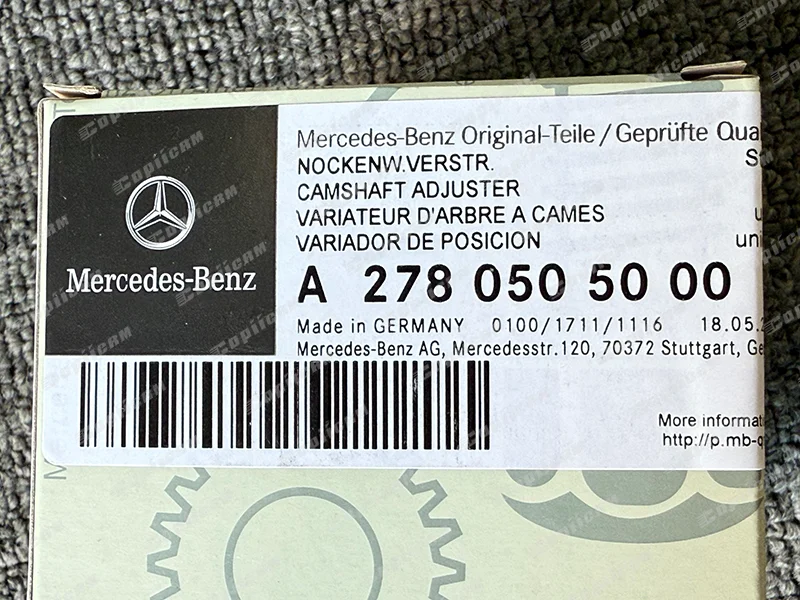 Mercedes-Benz
Mercedes-Benz Original-Teile / Geprüfte
NOCKENW.VERSTR.
CAMSHAFT ADJUSTER
VARIATEUR D'ARBRE A CAMES
VARIADOR DE POSICION
A 278 050 50 00
Made in GERMANY 0100/1711/1116 18.05.
Mercedes-Benz AG, Mercedesstr.120, 70372 Stuttgart,
More
http://p.mb-
Copiicam